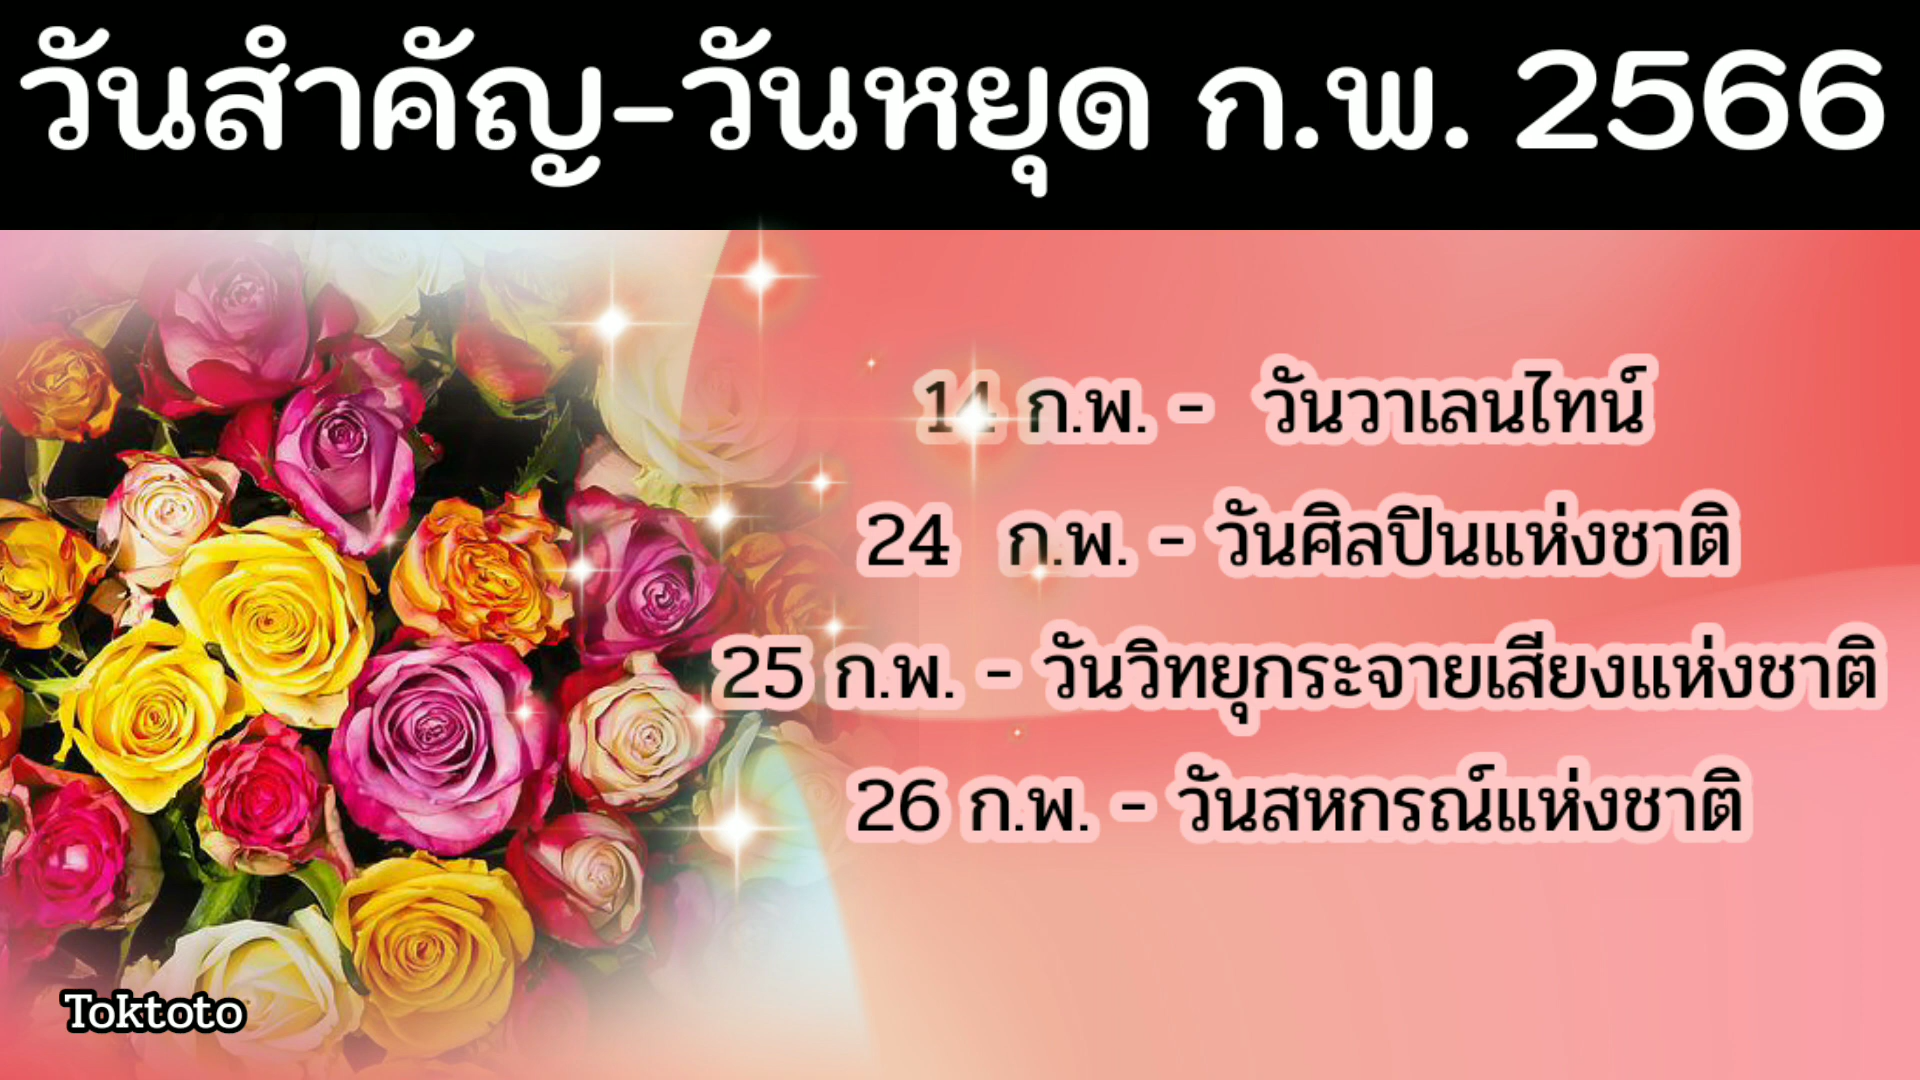 วันสำคัญ-วันหยุด ก.พ. 2566
14 ก.พ. - วันวาเลนไทน์
24 ก.พ. - วันศิลปินแห่งชาติ
25 ก.พ. - วันวิทยุกระจายเสียงแห่งชาติ
26 ก.พ. - วันสหกรณ์แห่งชาติ
Toktoto